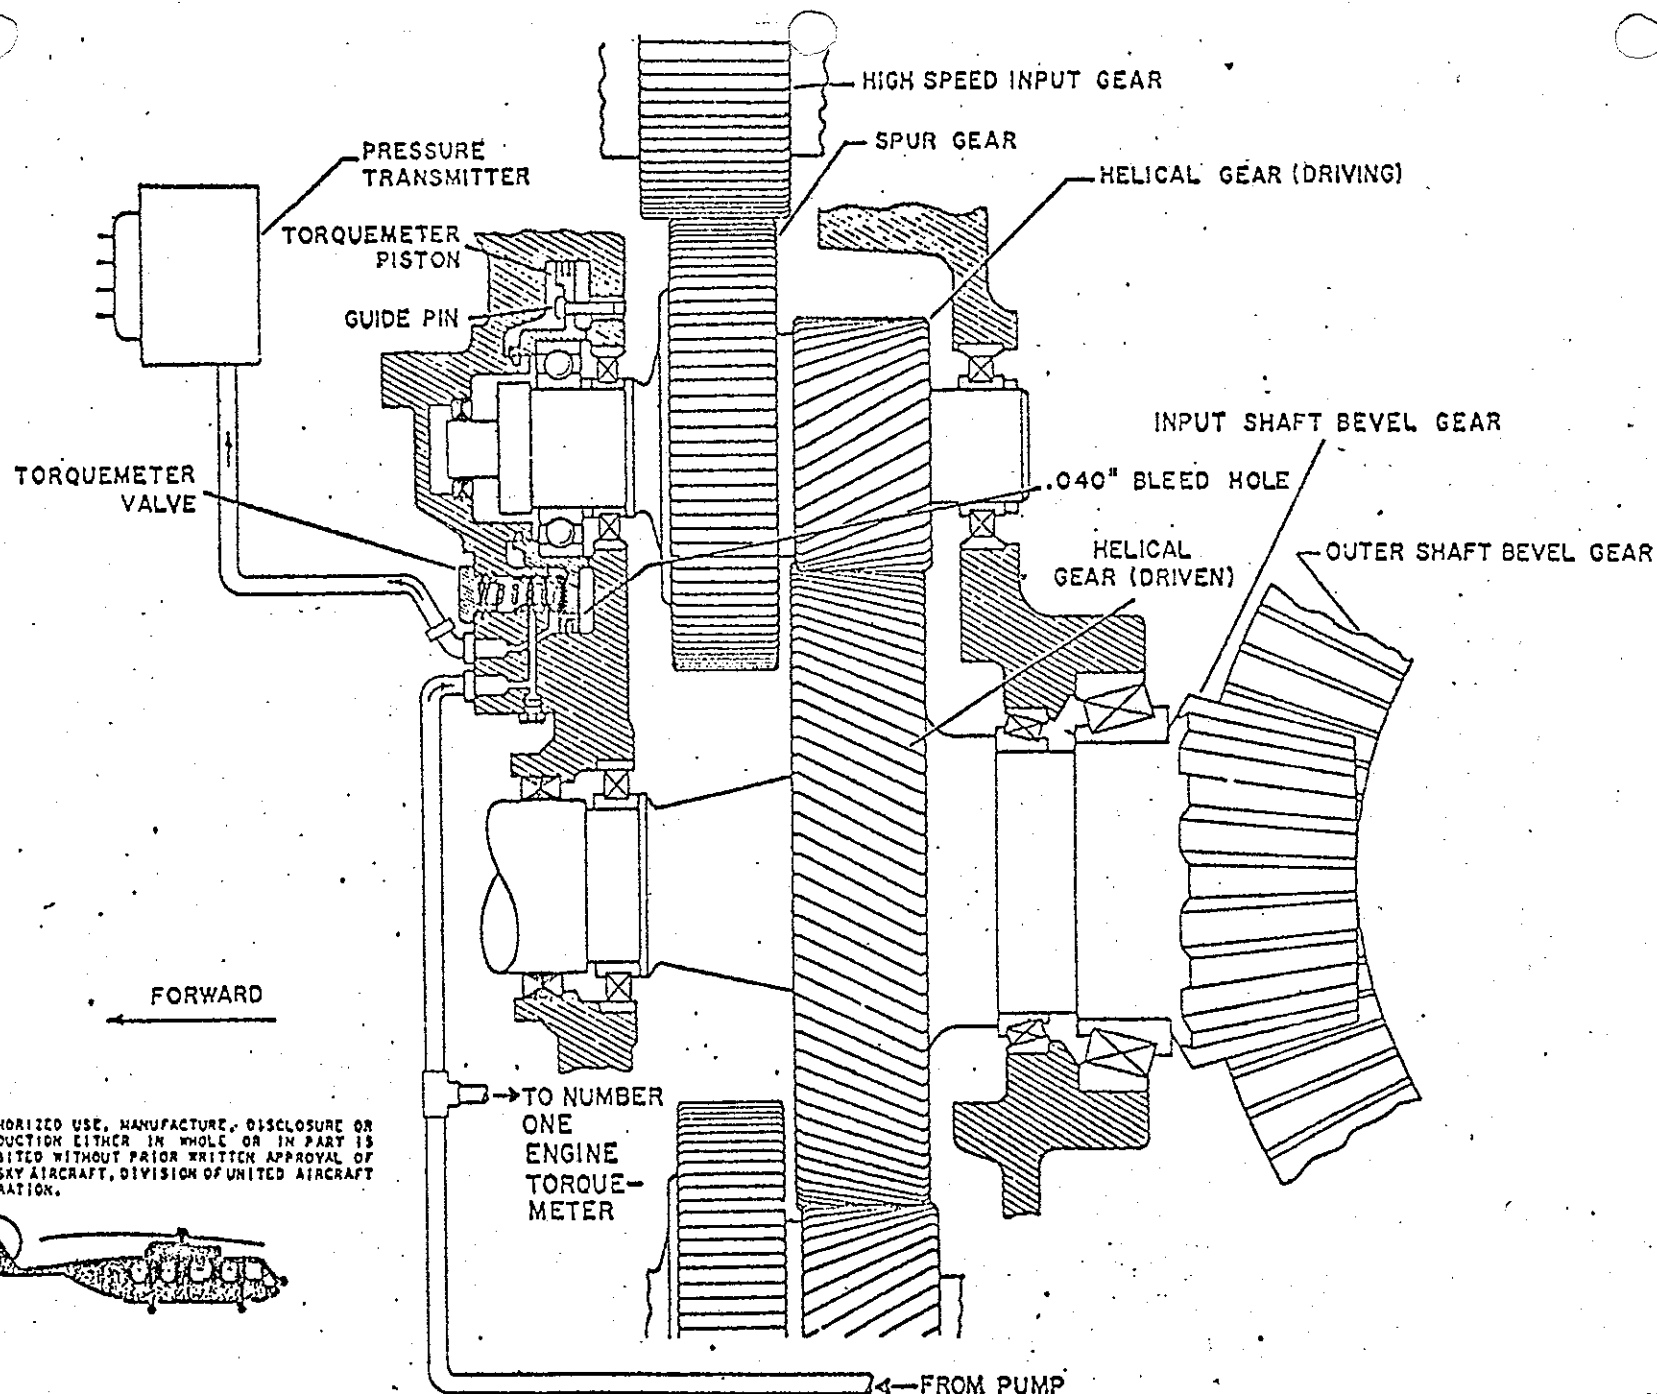 HIGH SPEED INPUT GEAR
SPUR GEAR
HELICAL GEAR (DRIVING)
PRESSURE
TRANSMITTER
TORQUEMETER
PISTON
GUIDE PIN
INPUT SHAFT BEVEL GEAR
TORQUEMETER
VALVE
.040" BLEED HOLE
HELICAL
GEAR (DRIVEN)
OUTER SHAFT BEVEL GEAR
FORWARD
TO NUMBER
ONE
ENGINE
TORQUE-
METER
HORIZED USE, MANUFACTURE, DISCLOSURE OR
DUCTION EITHER IN WHOLE OR IN PART IS
BITED WITHOUT PRIOR WRITTEN APPROVAL OF
SKY AIRCRAFT, DIVISION OF UNITED AIRCRAFT
RATION.
FROM PUMP